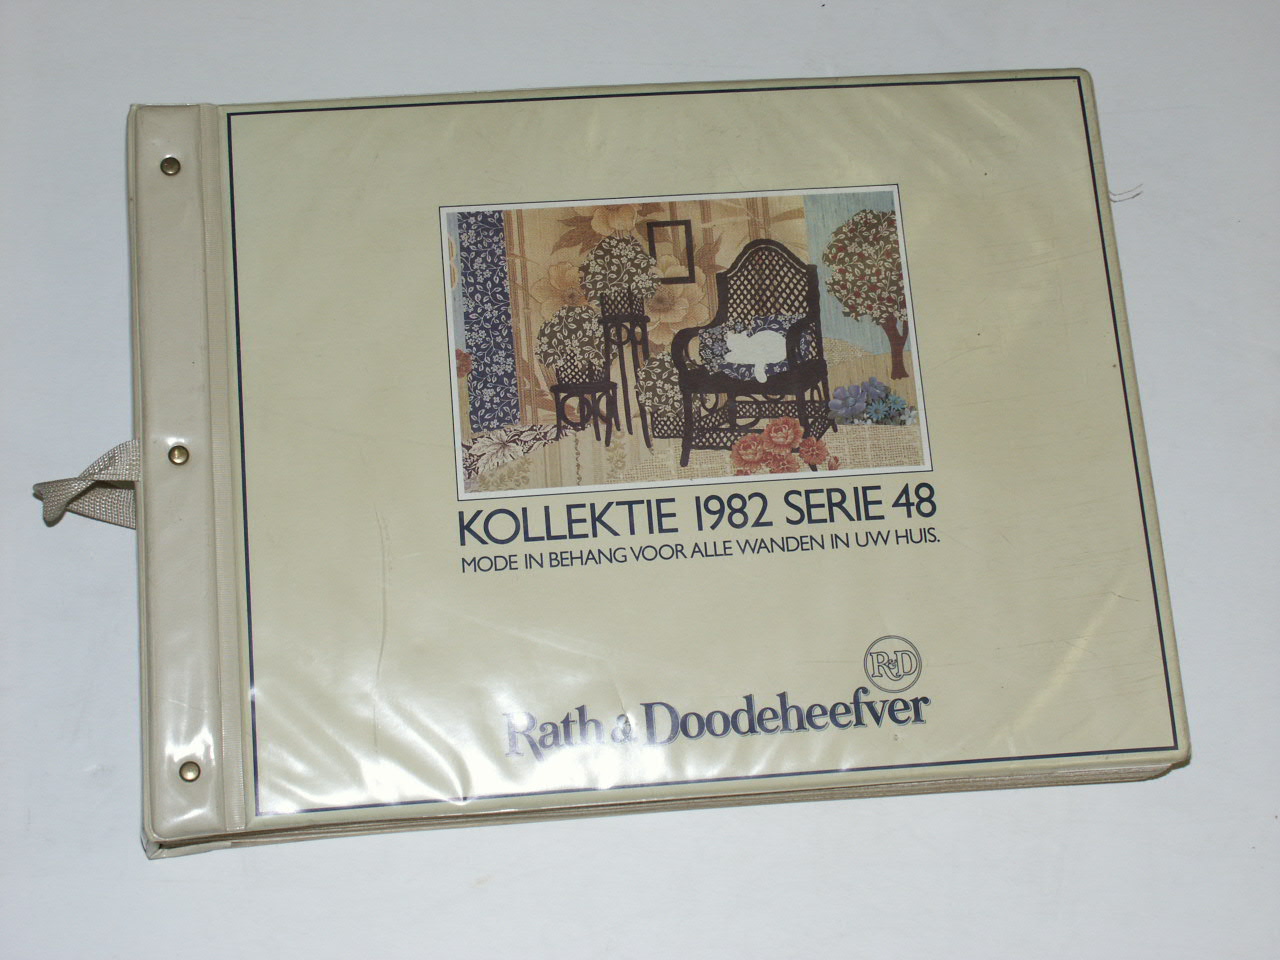 KOLLEKTIE 1982 SERIE 48
MODE IN BEHANG VOOR ALLE WANDEN IN UW HUIS.
R&D
Rath & Doodeheefver